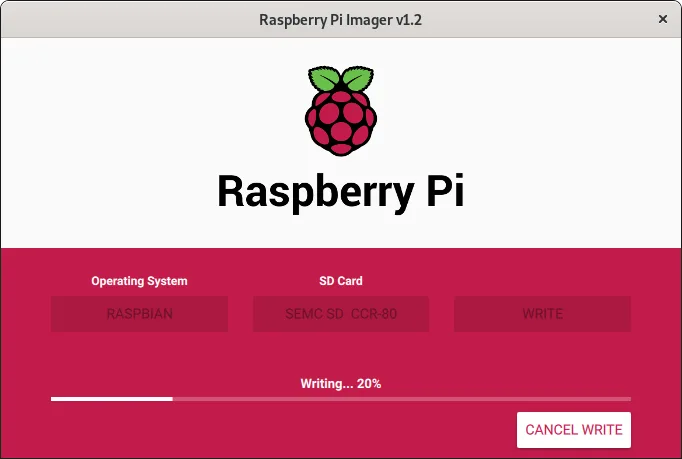 Raspberry Pi Imager v1.2
Raspberry Pi
Operating System
SD Card
RASPBIAN
SEMC SD  CCR-80
WRITE
Writing... 20%
CANCEL WRITE